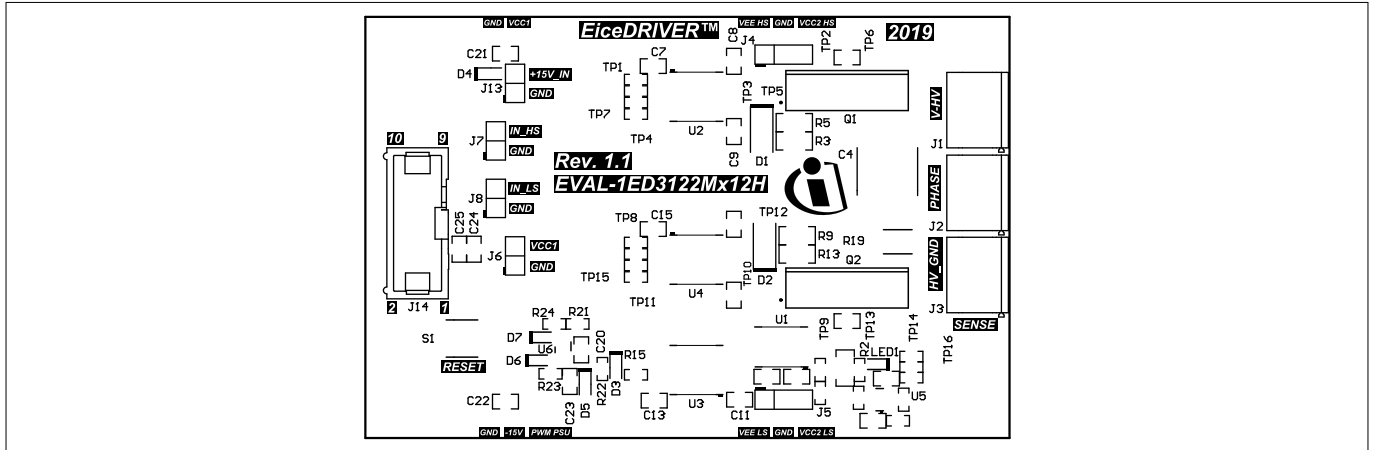 GND VCC1
EiceDRIVER™
VEE HS GND VCC2 HS
2019
C21
D4
+15V_IN
J13
GND
C7
TP1
TP7
TP4
U2
C8
J4
TP2
TP6
TP3
TP5
Q1
R5
R3
C9
D1
C4
V-HV
J1
10 9
J7
IN_HS
GND
Rev. 1.1
EVAL-1ED3122Mx12H
J8
IN_LS
GND
PHASE
J2
C25
C24
J6
VCC1
GND
TP8
C15
TP15
TP11
U4
TP12
TP10
D2
R9
R13
R19
Q2
HV_GND
J3
SENSE
2 1
J14
S1
RESET
R24 R21
D7
U6
D6
C20
R15
R23
C23
D5
R22
D3
C22
C13
U3
C11
U1
TP9
TP13
TP14
TP16
R2
LED1
U5
J5
GND -15V PWM PSU
VEE LS GND VCC2 LS